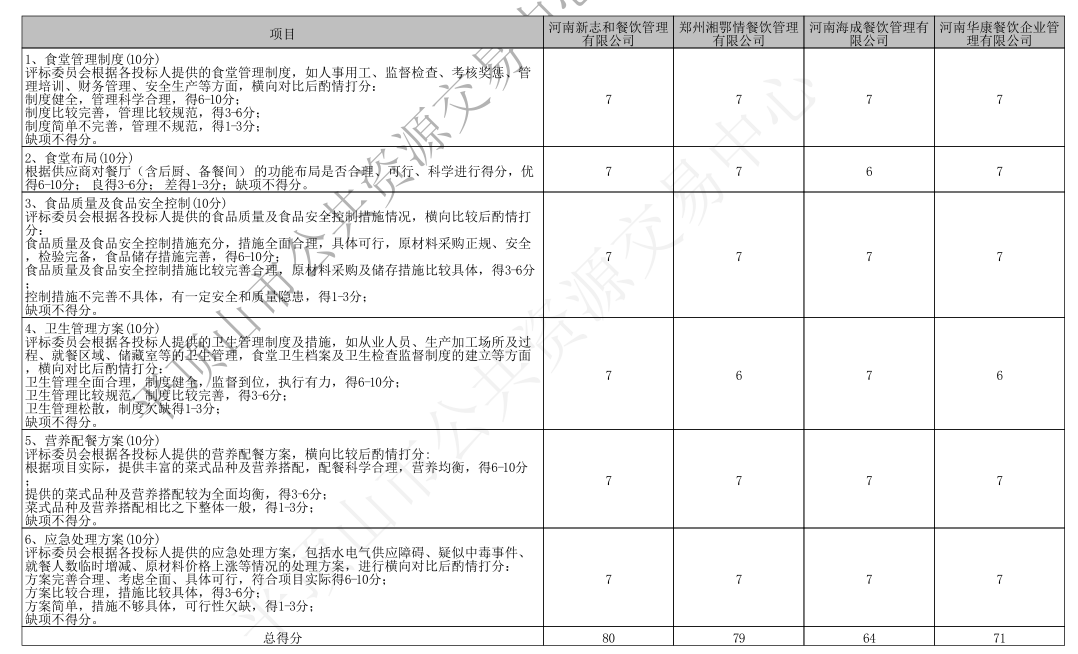 项目
河南新志和餐饮管理
有限公司
郑州湘鄂情餐饮管理
有限公司
河南海成餐饮管理有
限公司
河南华康餐饮企业管
理有限公司
1、食堂管理制度(10分)
评标委员会根据各投标人提供的食堂管理制度，如人事用工、监督检查、考核奖惩、管
理培训、财务管理、安全生产等方面，横向对比后酌情打分；
制度健全，管理科学合理，得6-10分；
制度比较完善，管理比较规范，得3-6分；
制度简单不完善，管理不规范，得1-3分；
缺项不得分。
7
7
7
7
2、食堂布局(10分)
根据供应商对餐厅（含后厨、备餐间） 的功能布局是否合理、可行、科学进行得分，优
得6-10分； 良得3-6分； 差得1-3分；缺项不得分。
7
7
6
7
3、食品质量及食品安全控制(10分)
评标委员会根据各投标人提供的食品质量及食品安全控制措施情况，横向比较后酌情打
分：
食品质量及食品安全控制措施充分，措施全面合理，具体可行，原材料采购正规、安全
，检验完备，食品储存措施完善，得6-10分；
食品质量及食品安全控制措施比较完善合理，原材料采购及储存措施比较具体，得3-6分
；
控制措施不完善不具体，有一定安全和质量隐患，得1-3分；
缺项不得分。
7
7
7
7
4、卫生管理方案(10分)
评标委员会根据各投标人提供的卫生管理制度及措施，如从业人员、生产加工场所及过
程、就餐区域、储藏室等的卫生管理，食堂卫生档案及卫生检查监督制度的建立等方面
，横向对比后酌情打分：
卫生管理全面合理，制度健全，监督到位，执行有力，得6-10分；
卫生管理比较规范，制度比较完善，得3-6分；
卫生管理松散，制度欠缺得1-3分；
缺项不得分。
7
6
7
6
5、营养配餐方案(10分)
评标委员会根据各投标人提供的营养配餐方案，横向比较后酌情打分：
根据项目实际，提供丰富的菜式品种及营养搭配，配餐科学合理，营养均衡，得6-10分
；
提供的菜式品种及营养搭配较为全面均衡，得3-6分；
菜式品种及营养搭配相比之下整体一般，得1-3分；
缺项不得分。
7
7
7
7
6、应急处理方案(10分)
评标委员会根据各投标人提供的应急处理方案，包括水电气供应障碍、疑似中毒事件、
就餐人数临时增减、原材料价格上涨等情况的处理方案，进行横向对比后酌情打分：
方案完善合理、考虑全面、具体可行，符合项目实际得6-10分；
方案比较合理，措施比较具体，得3-6分；
方案简单，措施不够具体，可行性欠缺，得1-3分；
缺项不得分。
7
7
7
7
总得分
80
79
64
71
平顶山市公共资源交易中心
平顶山市公共资源交易中心